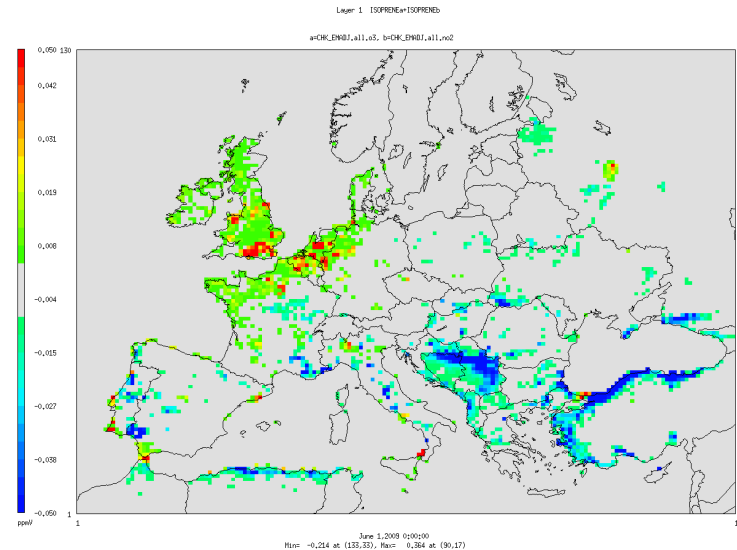 Layer 1 ISOPRENEa+ISOPRENEb
a=CHK_EMADJ.all.o3, b=CHK_EMADJ.all.no2
0.050 130
0.042
0.031
0.019
0.008
-0.004
-0.015
-0.027
-0.038
-0.050 1
ppmV
1 1
June 1,2009 0:00:00
Min= -0.214 at (133,33), Max= 0.364 at (90,17)